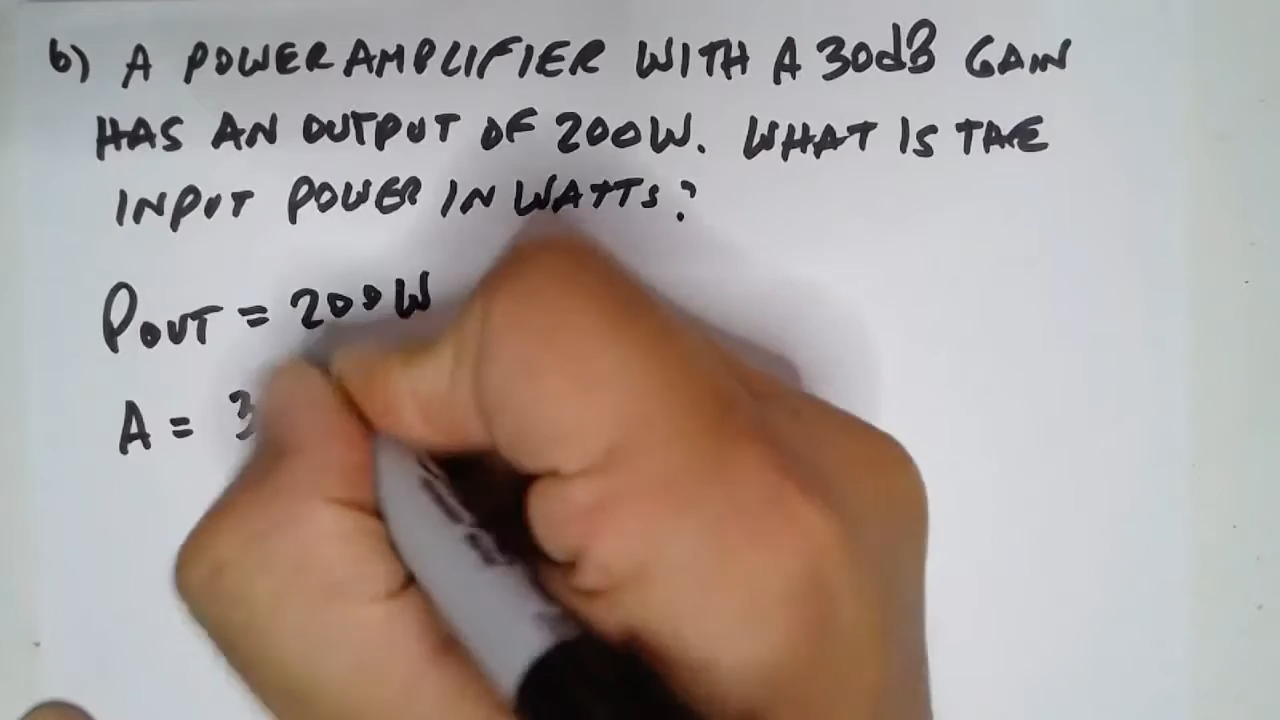 b) A POWER AMPLIFIER WITH A 30dB GAIN
HAS AN OUTPUT OF 200W. WHAT IS THE
INPUT POWER IN WATTS?
POUT = 200W
A = 3